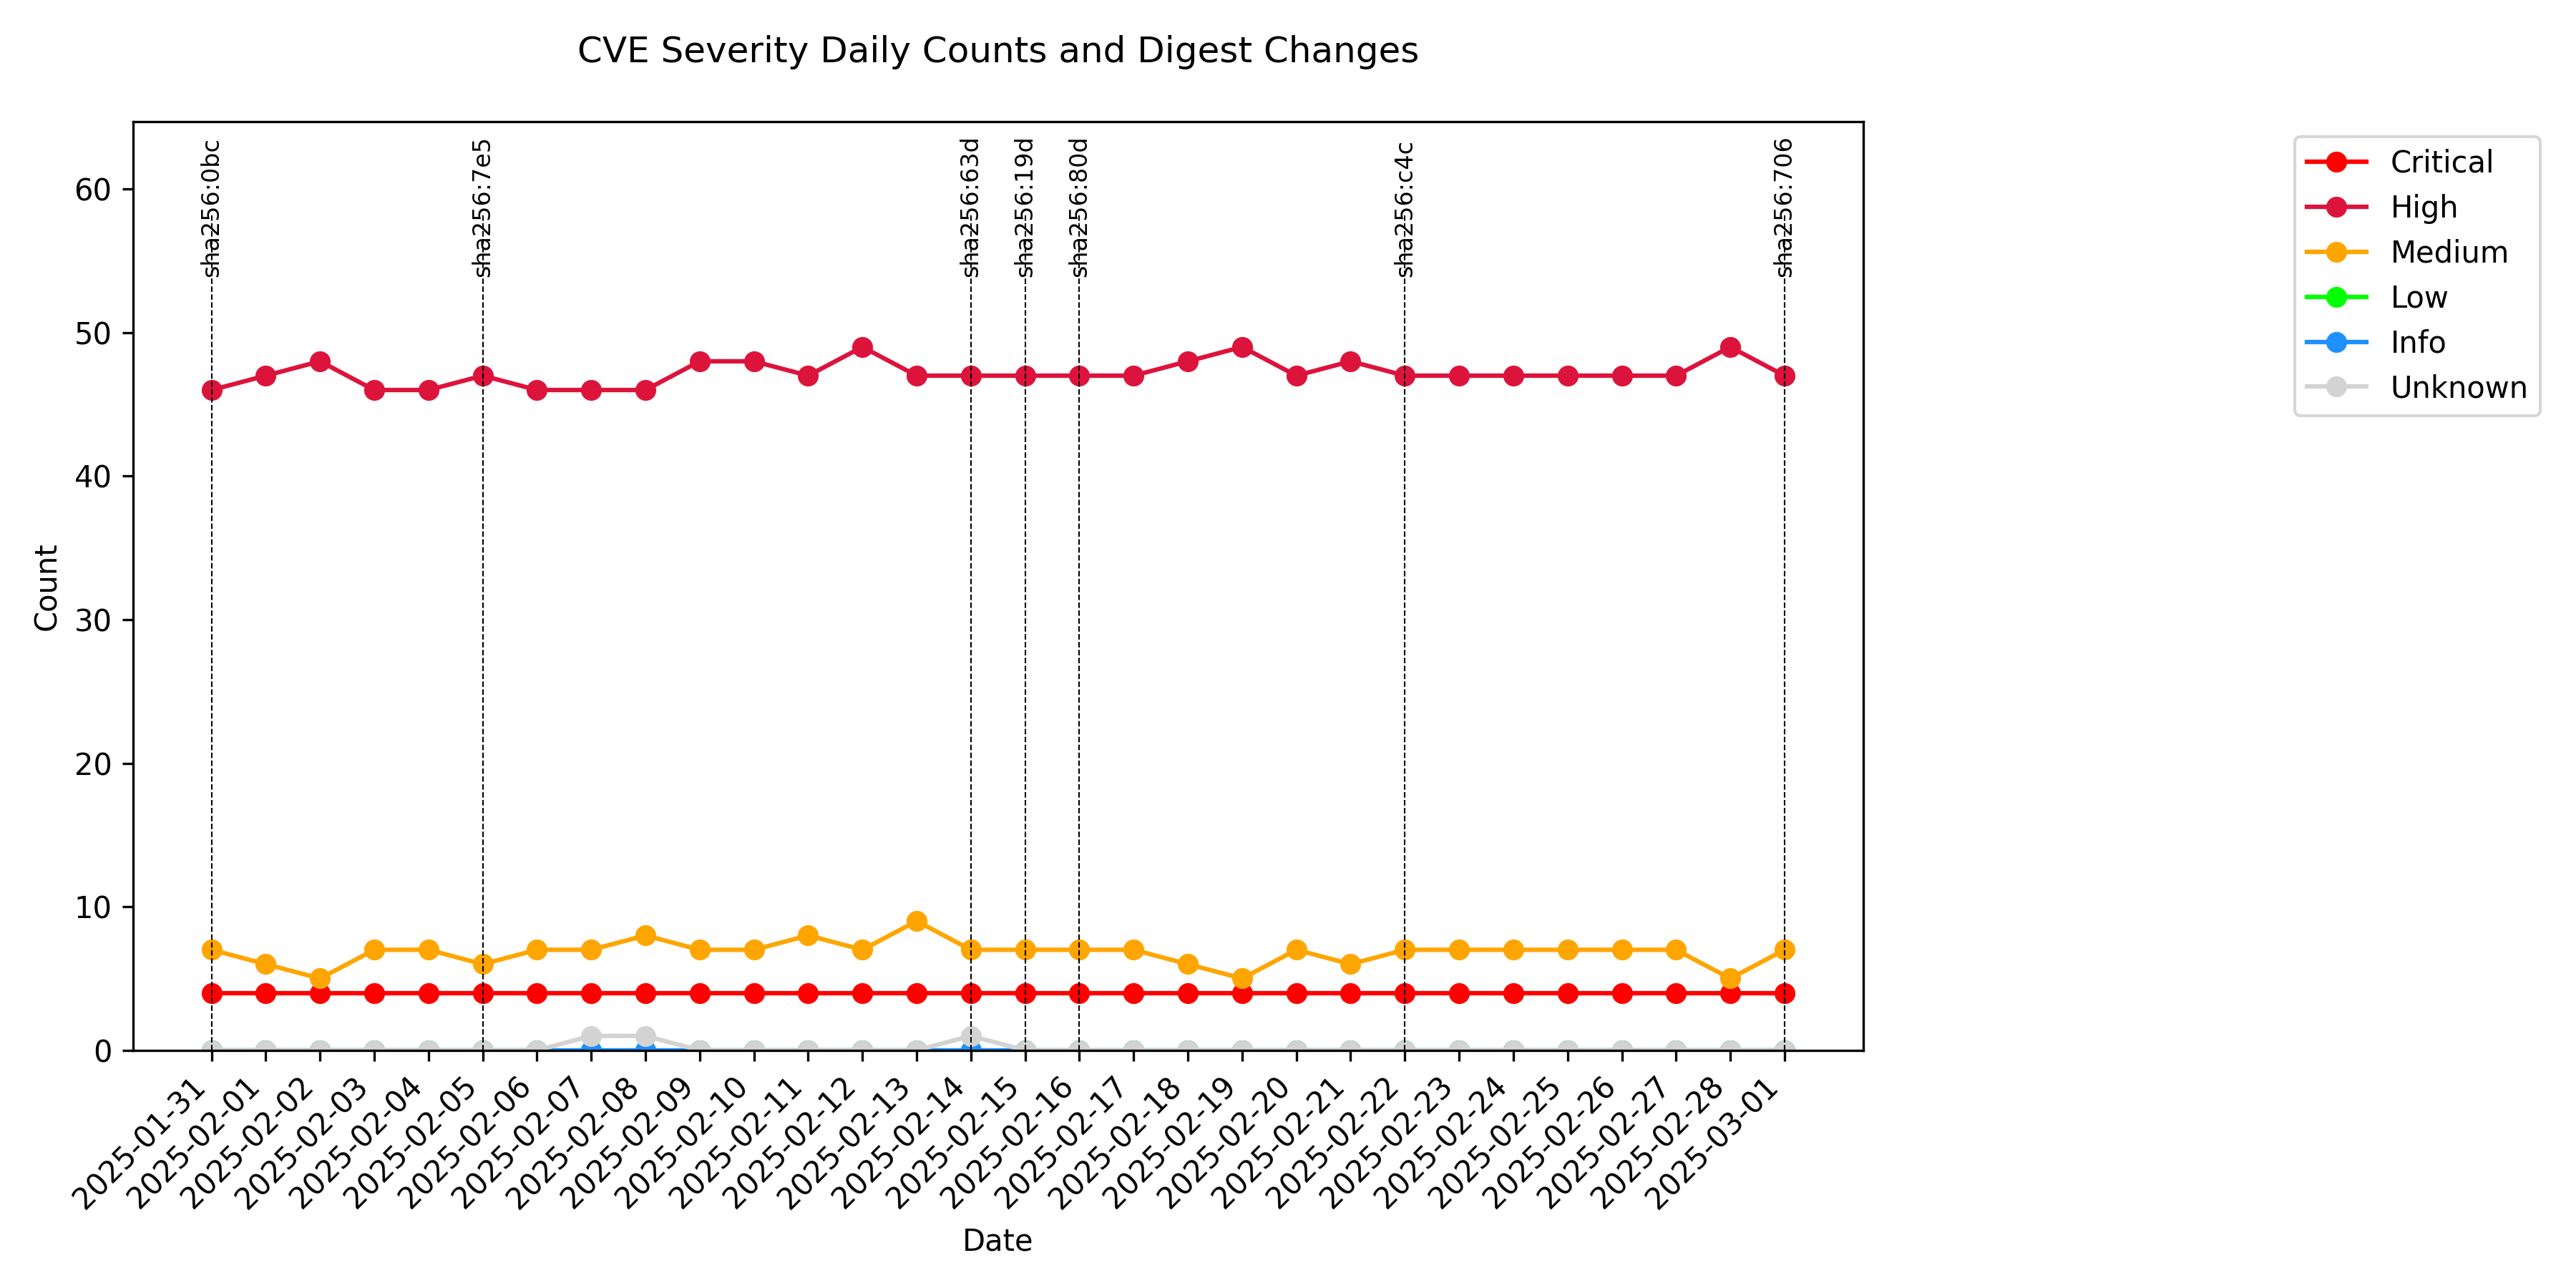 CVE Severity Daily Counts and Digest Changes
sha256:0bc
sha256:7e5
sha256:63d
sha256:19d
sha256:80d
sha256:c4c
sha256:706
Critical
High
Medium
Low
Info
Unknown
60
50
40
30
20
10
0
Count
2025-01-31
2025-02-01
2025-02-02
2025-02-03
2025-02-04
2025-02-05
2025-02-06
2025-02-07
2025-02-08
2025-02-09
2025-02-10
2025-02-11
2025-02-12
2025-02-13
2025-02-14
2025-02-15
2025-02-16
2025-02-17
2025-02-18
2025-02-19
2025-02-20
2025-02-21
2025-02-22
2025-02-23
2025-02-24
2025-02-25
2025-02-26
2025-02-27
2025-02-28
2025-03-01
Date